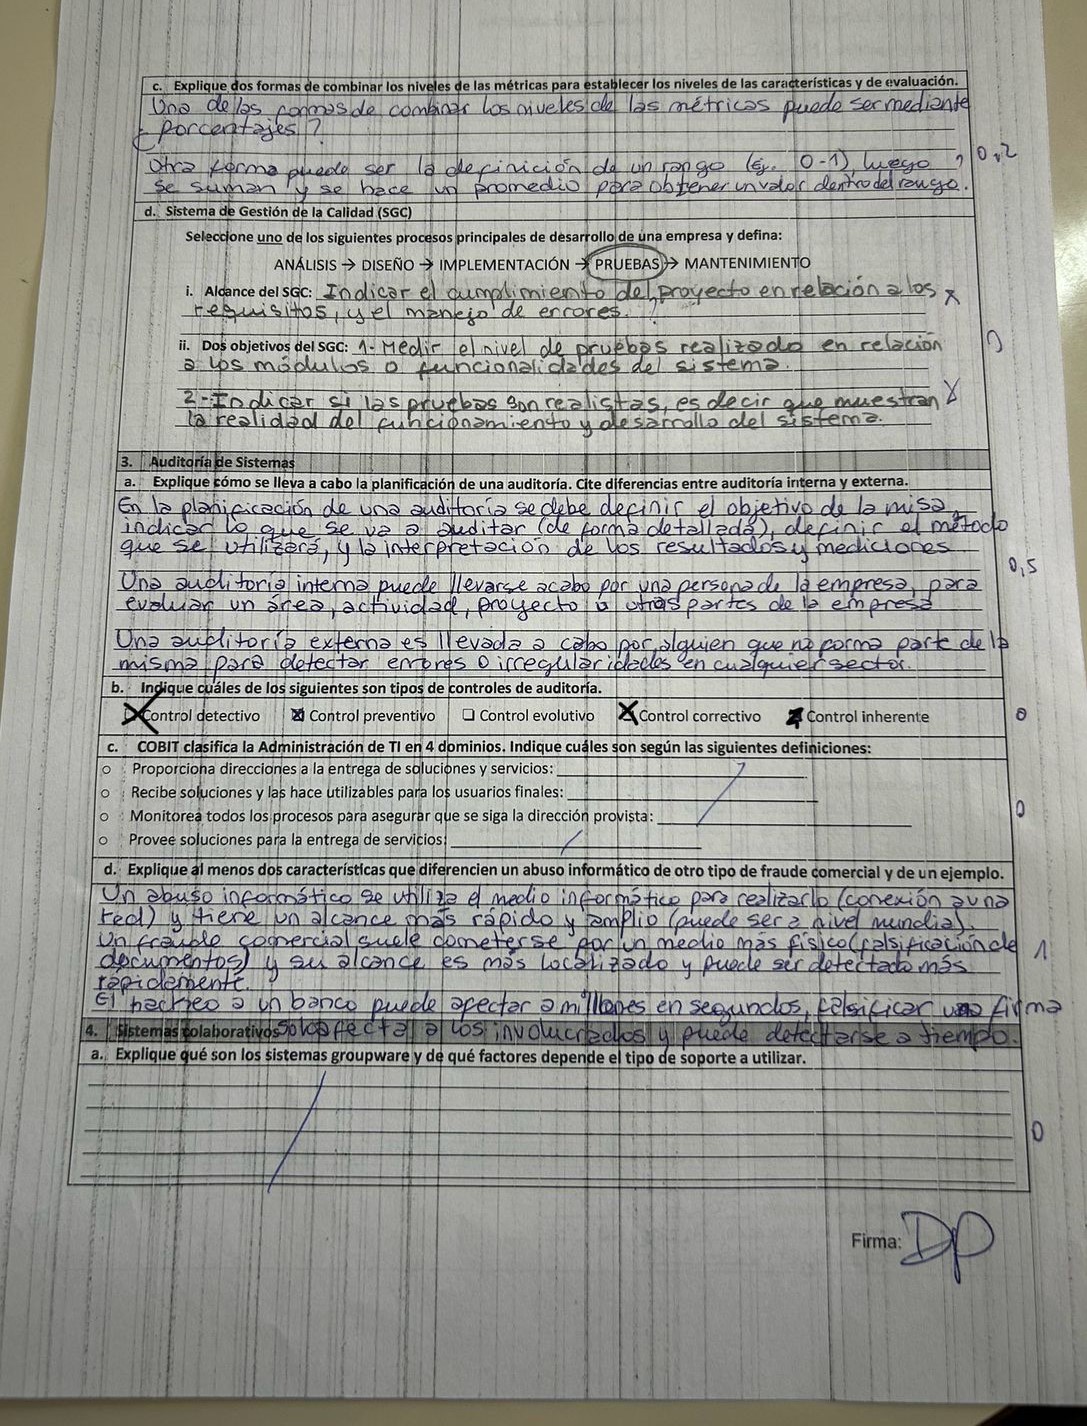 c. Explique dos formas de combinar los niveles de las métricas para establecer los niveles de las características y de evaluación.
Una de las formas de combinar los niveles de las métricas puede ser mediante
porcentajes ?
Otra forma puede ser la definición de un rango (Ej. 0-1), luego ? 0,2
se suman y se hace un promedio para obtener un valor dentro del rango.
d. Sistema de Gestión de la Calidad (SGC)
Seleccione uno de los siguientes procesos principales de desarrollo de una empresa y defina:
ANÁLISIS → DISEÑO → IMPLEMENTACIÓN → PRUEBAS → MANTENIMIENTO
i. Alcance del SGC: Indicar el cumplimiento del proyecto en relación a los x
requisitos, y el manejo de errores. ?
ii. Dos objetivos del SGC: 1- Medir el nivel de pruebas realizado en relación
a los módulos o funcionalidades del sistema.
2- Indicar si las pruebas son realistas, es decir que muestran
la realidad del funcionamiento y desarrollo del sistema.
3. Auditoría de Sistemas
a. Explique cómo se lleva a cabo la planificación de una auditoría. Cite diferencias entre auditoría interna y externa.
En la planificación de una auditoría se debe definir el objetivo de la misa,
indicar lo que se va a auditar (de forma detallada), definir el método
que se utilizará, y la interpretación de los resultados y mediciones
0,5
Una auditoría interna puede llevarse acabo por una persona de la empresa, para
evaluar un área, actividad, proyecto u otras partes de la empresa
Una auditoría externa es llevada a cabo por alguien que no forma parte de la
misma para detectar errores o irregularidades en cualquier sector.
b. Indique cuáles de los siguientes son tipos de controles de auditoría.
Control detectivo Control preventivo Control evolutivo Control correctivo Control inherente 0
c. COBIT clasifica la Administración de TI en 4 dominios. Indique cuáles son según las siguientes definiciones:
o Proporciona direcciones a la entrega de soluciones y servicios:
o Recibe soluciones y las hace utilizables para los usuarios finales:
o Monitorea todos los procesos para asegurar que se siga la dirección provista: 0
o Provee soluciones para la entrega de servicios:
d. Explique al menos dos características que diferencien un abuso informático de otro tipo de fraude comercial y de un ejemplo.
Un abuso informático se utiliza el medio informático para realizarlo (conexión a una
red) y tiene un alcance más rápido y amplio (puede ser a nivel mundial).
Un fraude comercial suele cometerse por un medio más físico (falsificación de
documentos) y su alcance es más localizado y puede ser detectado más 1
rápidamente.
El hackeo a un banco puede afectar a millones en segundos, falsificar una firma
4. Sistemas colaborativos solo afecta a los involucrados y puede detectarse a tiempo.
a. Explique qué son los sistemas groupware y de qué factores depende el tipo de soporte a utilizar.
0
Firma: DP